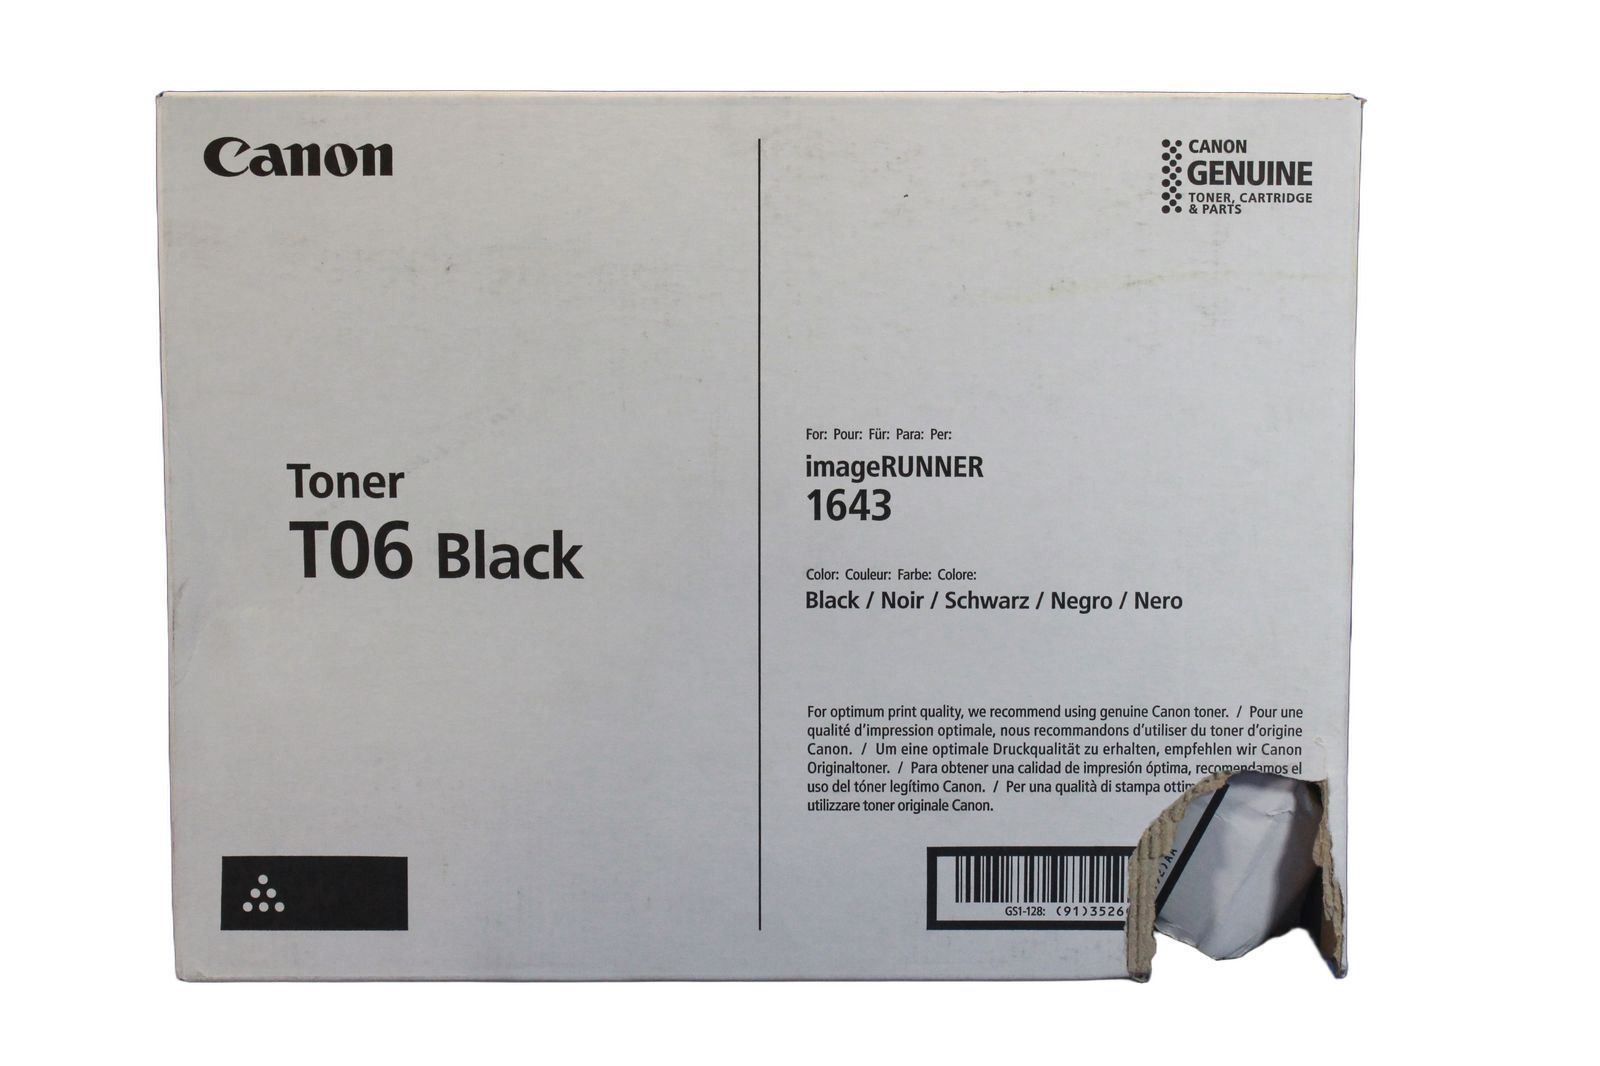 Canon
CANON
GENUINE
TONER, CARTRIDGE
& PARTS
Toner
T06 Black
For: Pour: Für: Para: Per:
imageRUNNER
1643
Color: Couleur: Farbe: Colore:
Black / Noir / Schwarz / Negro / Nero
For optimum print quality, we recommend using genuine Canon toner. / Pour une
qualité d'impression optimale, nous recommandons d'utiliser du toner d'origine
Canon. / Um eine optimale Druckqualität zu erhalten, empfehlen wir Canon
Originaltoner. / Para obtener una calidad de impresión óptima, recomendamos el
uso del tóner legítimo Canon. / Per una qualità di stampa
utilizzare toner originale Canon.
GS1-128: (91)3526